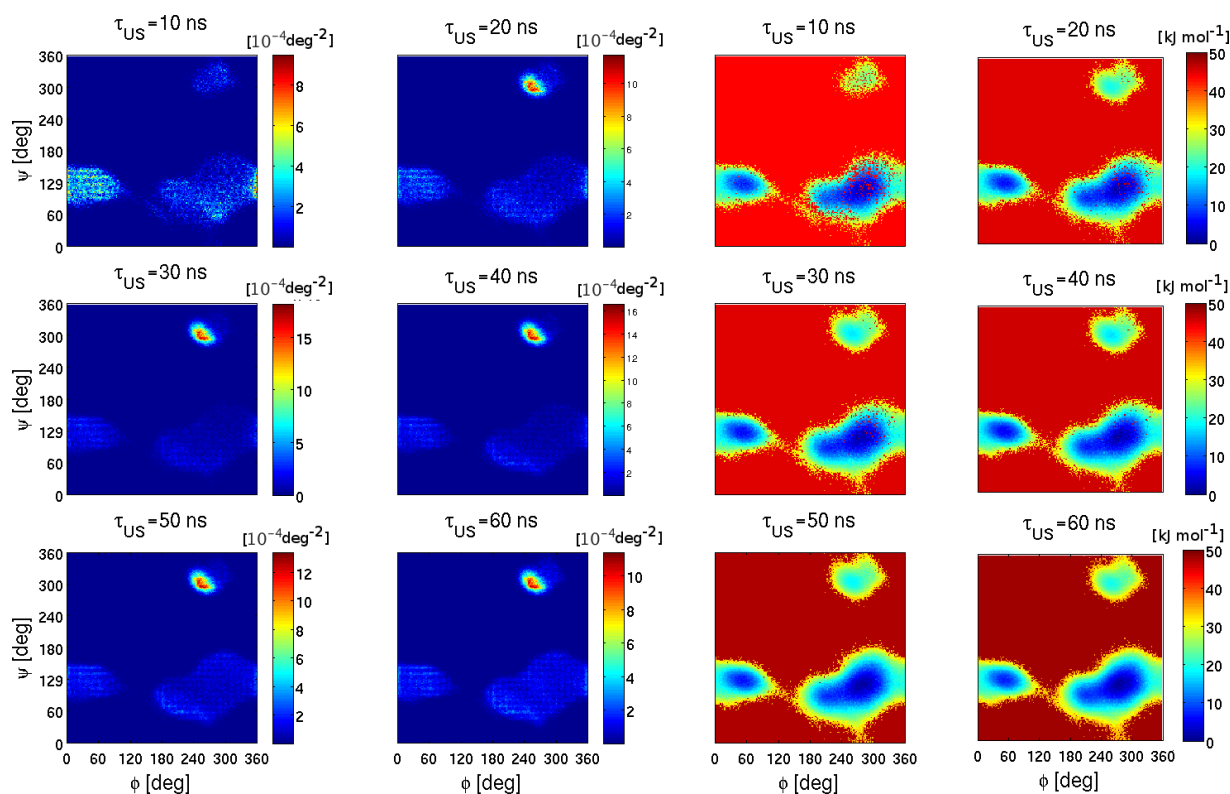 τUS=10 ns τUS=20 ns τUS=10 ns τUS=20 ns
[10⁻⁴deg⁻²] [10⁻⁴deg⁻²] [kJ mol⁻¹]
360 300 240 180 129 60 0
ψ [deg]
8 6 4 2
10 8 6 4 2
50 40 30 20 10 0
τUS=30 ns τUS=40 ns τUS=30 ns τUS=40 ns
[10⁻⁴deg⁻²] [10⁻⁴deg⁻²] [kJ mol⁻¹]
360 300 240 180 129 60 0
ψ [deg]
15 10 5 0
16 14 12 10 8 6 4 2
50 40 30 20 10 0
τUS=50 ns τUS=60 ns τUS=50 ns τUS=60 ns
[10⁻⁴deg⁻²] [10⁻⁴deg⁻²] [kJ mol⁻¹]
360 300 240 180 129 60 0
ψ [deg]
12 10 8 6 4 2
10 8 6 4 2
50 40 30 20 10 0
0 60 120 180 240 300 360 0 60 120 180 240 300 360 0 60 120 180 240 300 360 0 60 120 180 240 300 360
ϕ [deg] ϕ [deg] ϕ [deg] ϕ [deg]